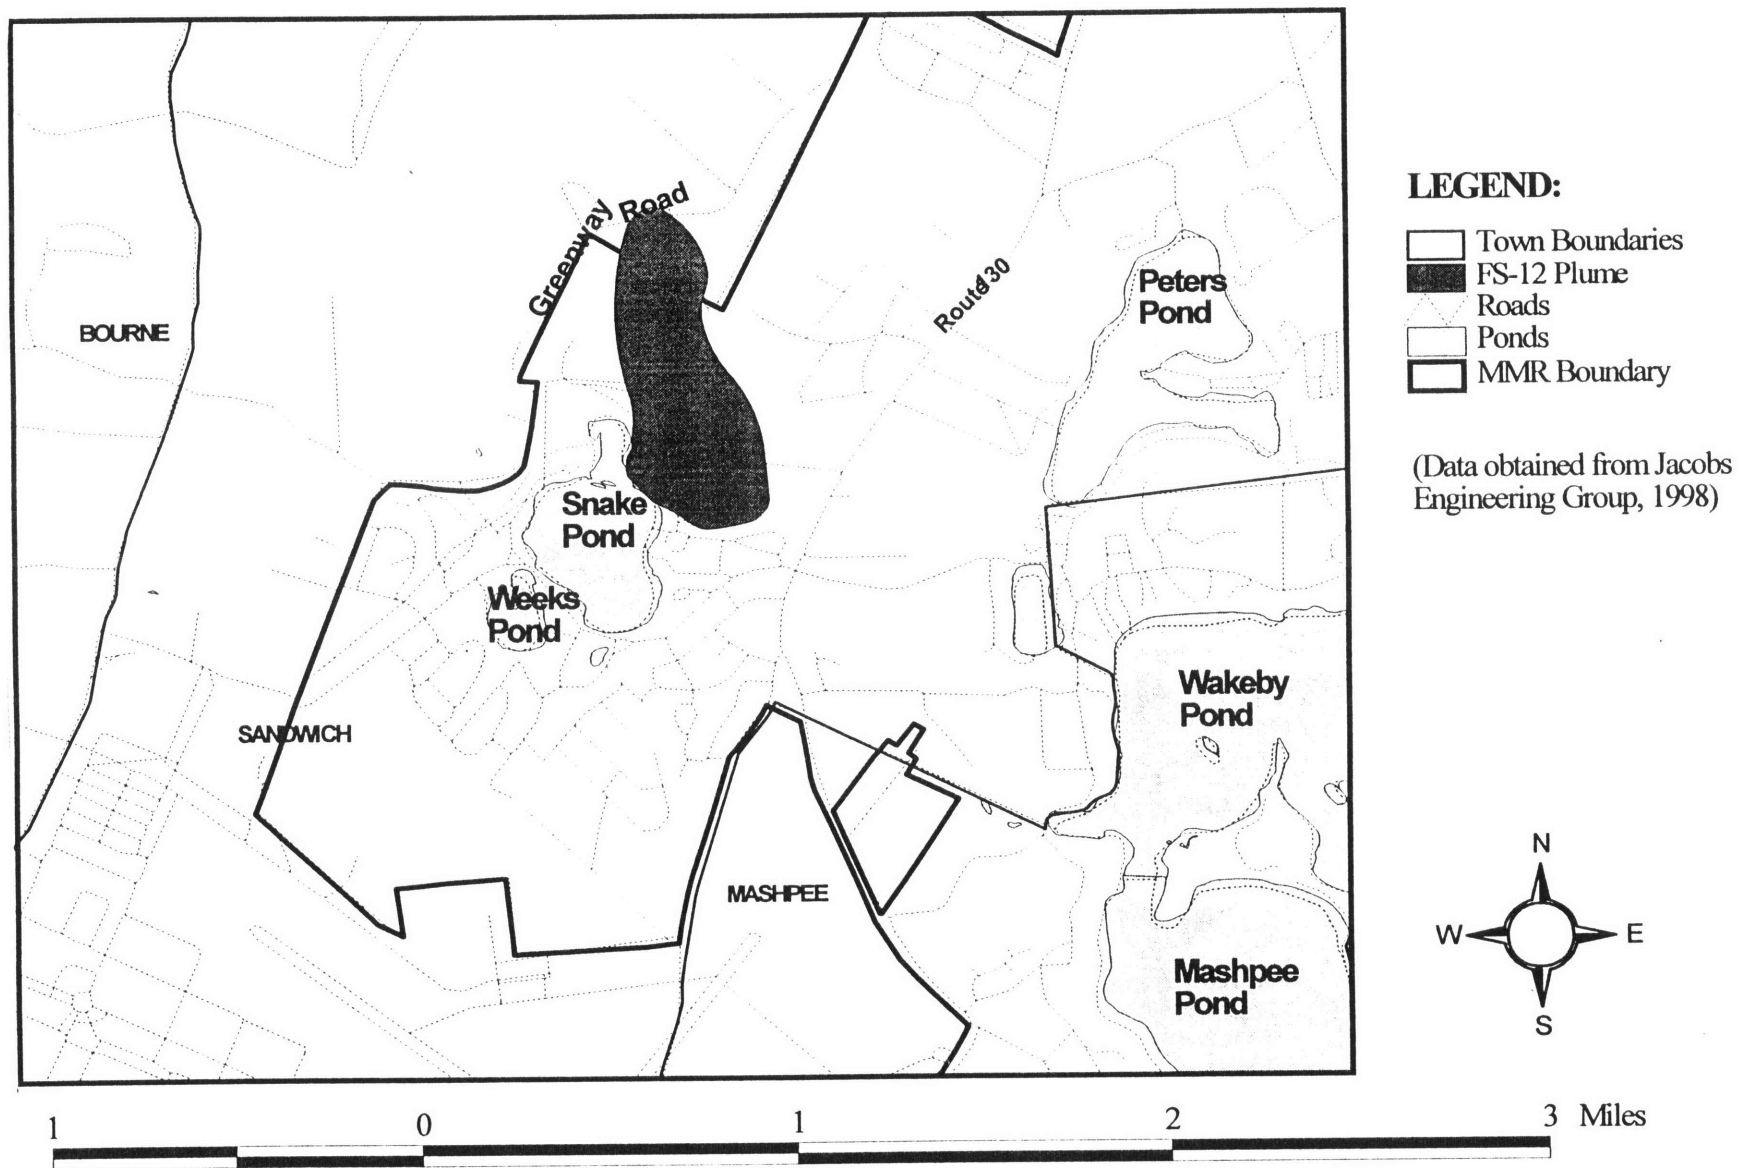 Greenway Road
Route 130
BOURNE
Peters
Pond
Snake
Pond
Weeks
Pond
SANDWICH
Wakeby
Pond
MASHPEE
Mashpee
Pond
LEGEND:
Town Boundaries
FS-12 Plume
Roads
Ponds
MMR Boundary
(Data obtained from Jacobs
Engineering Group, 1998)
N
W E
S
1 0 1 2 3 Miles